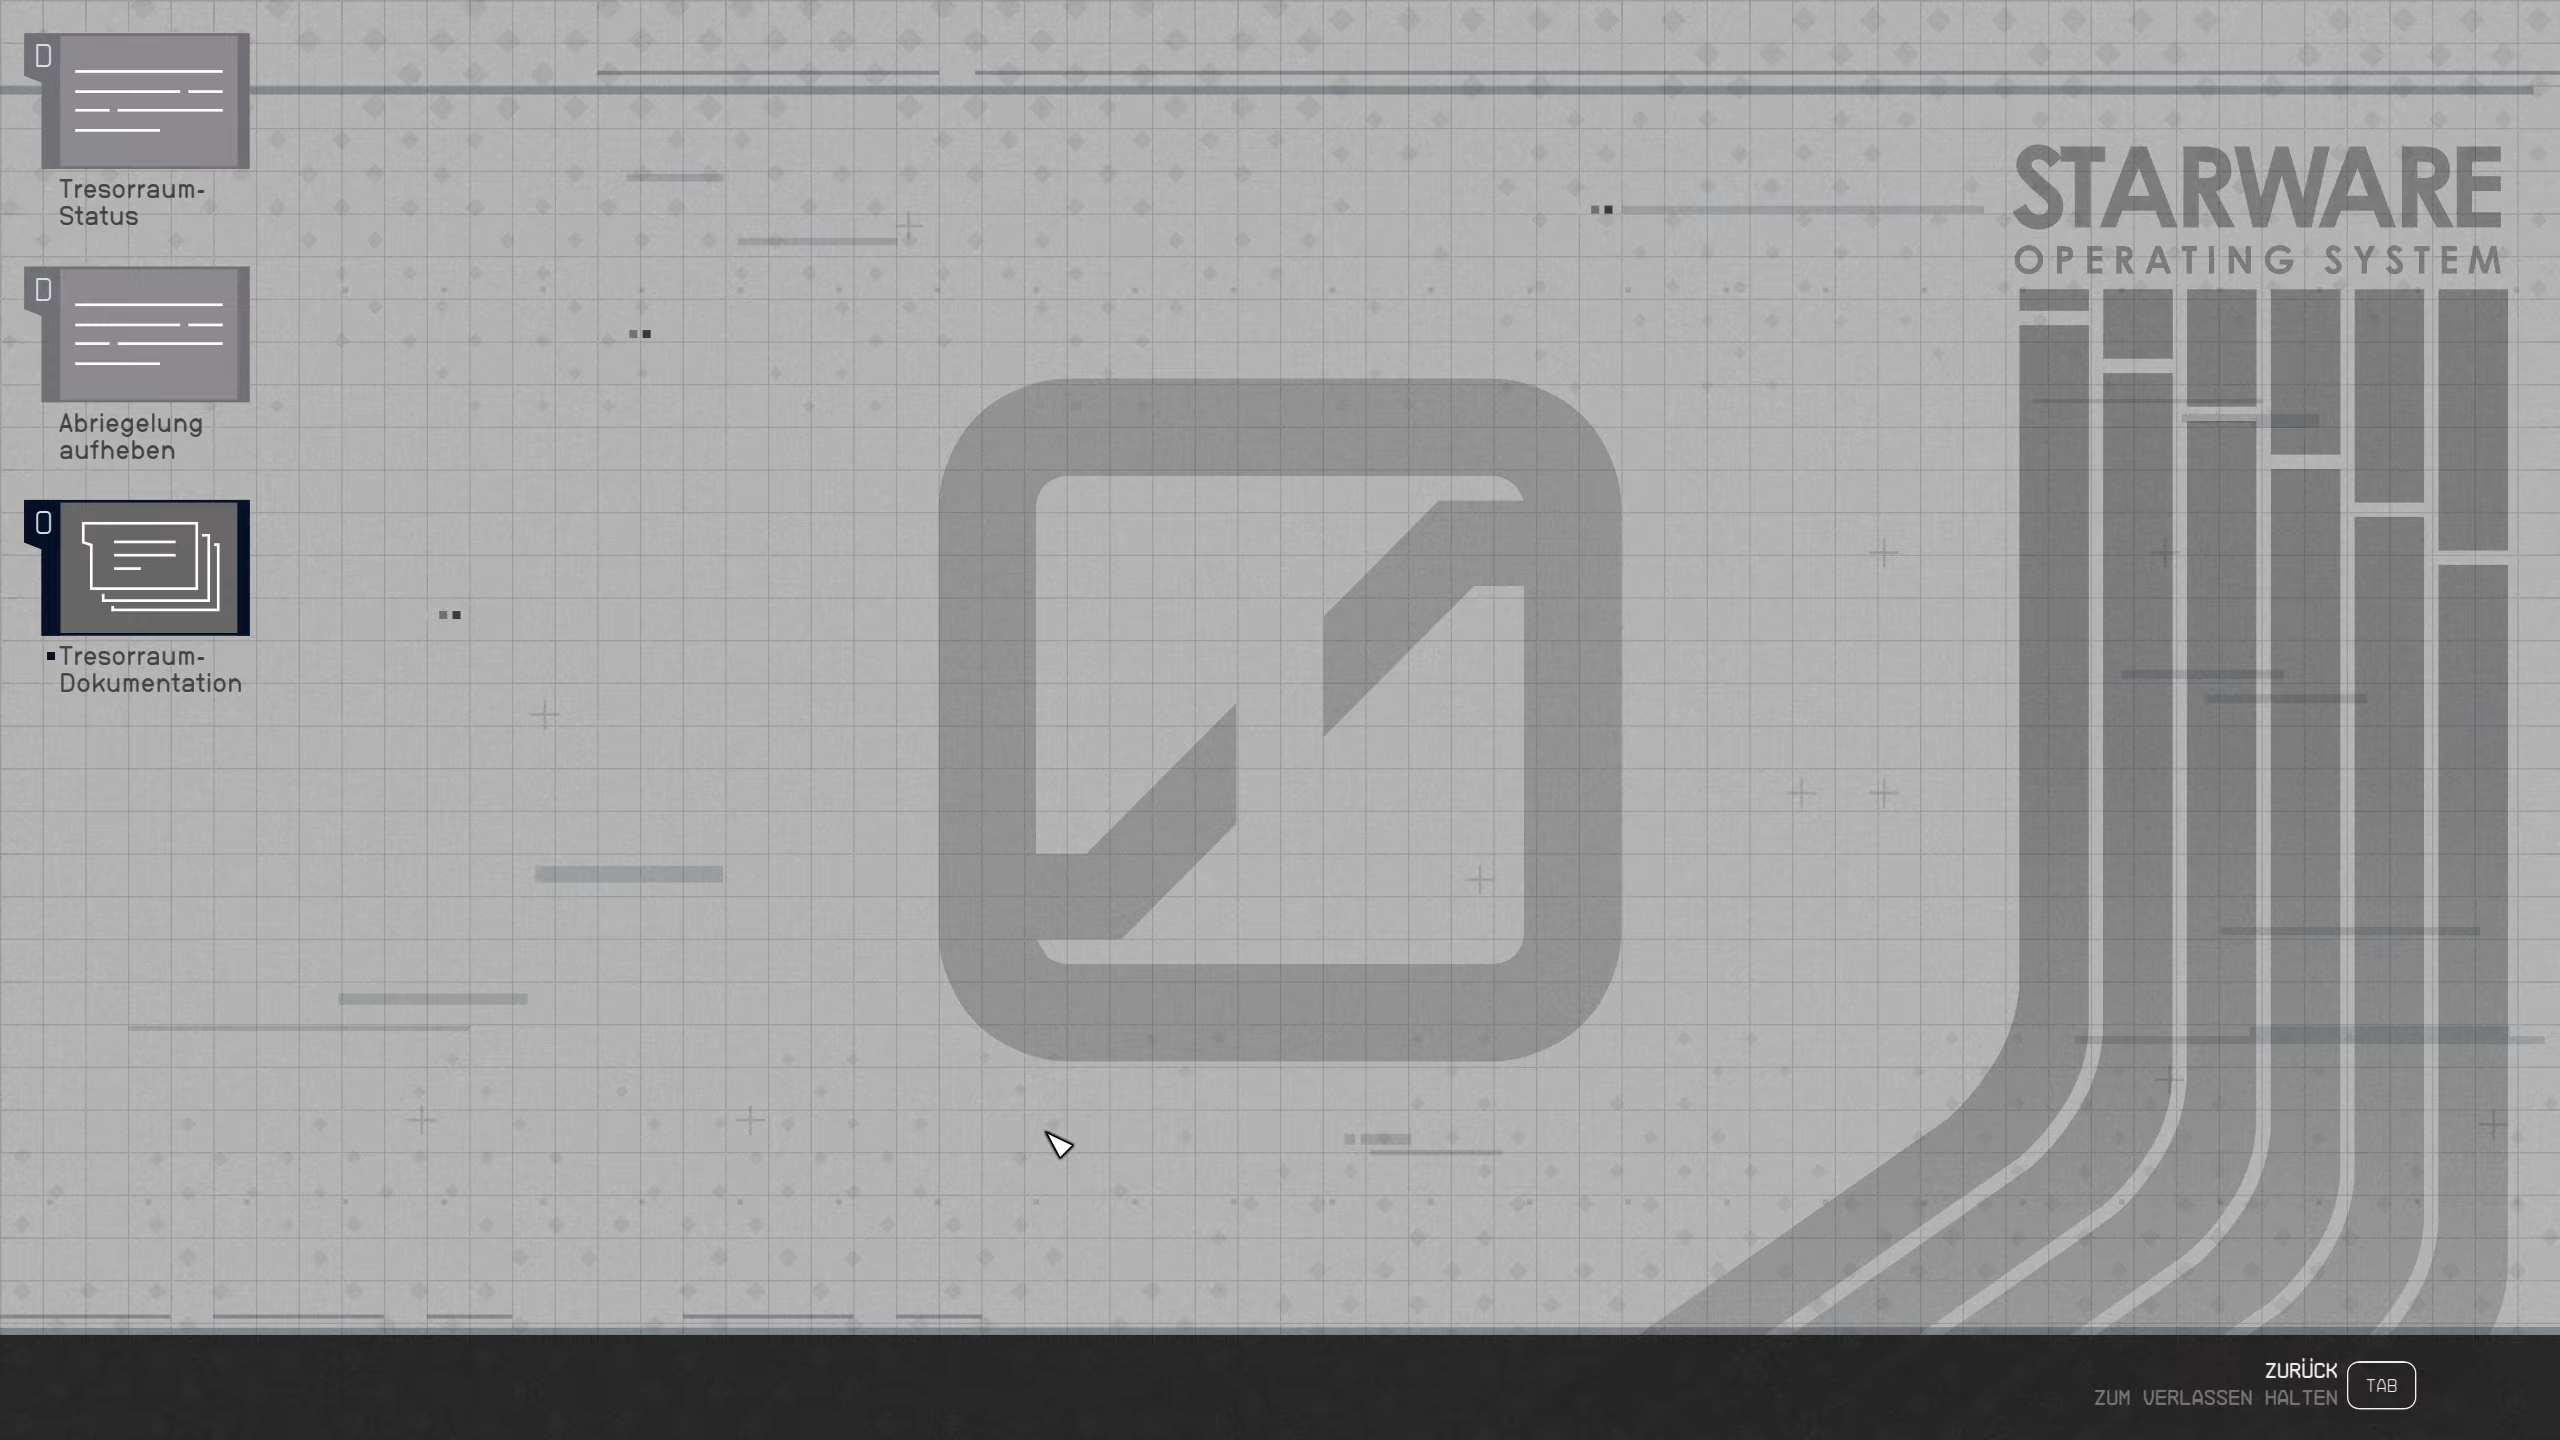 Tresorraum-
Status
Abriegelung
aufheben
Tresorraum-
Dokumentation
STARWARE
OPERATING SYSTEM
ZURÜCK
ZUM VERLASSEN HALTEN
TAB